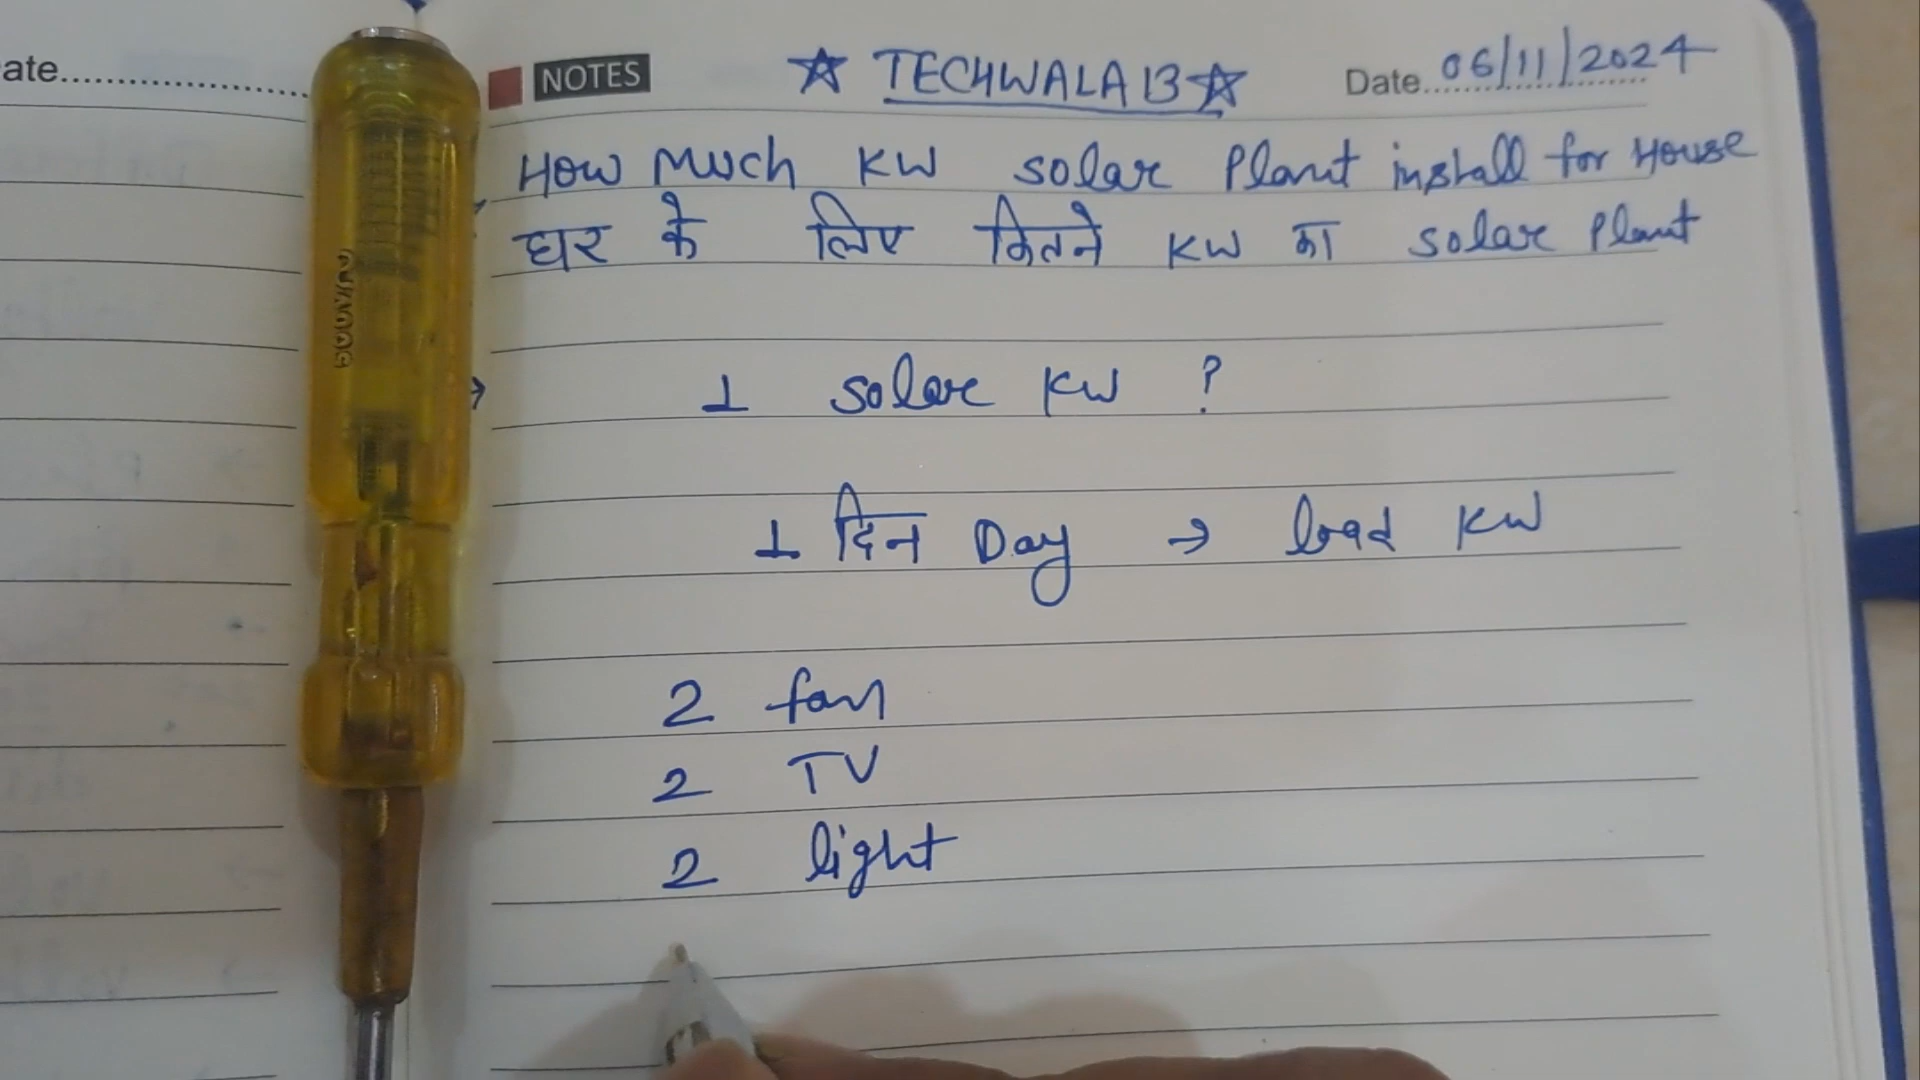 ate....................
NOTES
☆ TECHWALA13 ☆
Date 06/11/2024
How Much KW solar Plant install for House
घर के लिए कितने KW का solar Plant
1 solar KW ?
1 दिन Day → load KW
2 fan
2 TV
2 light